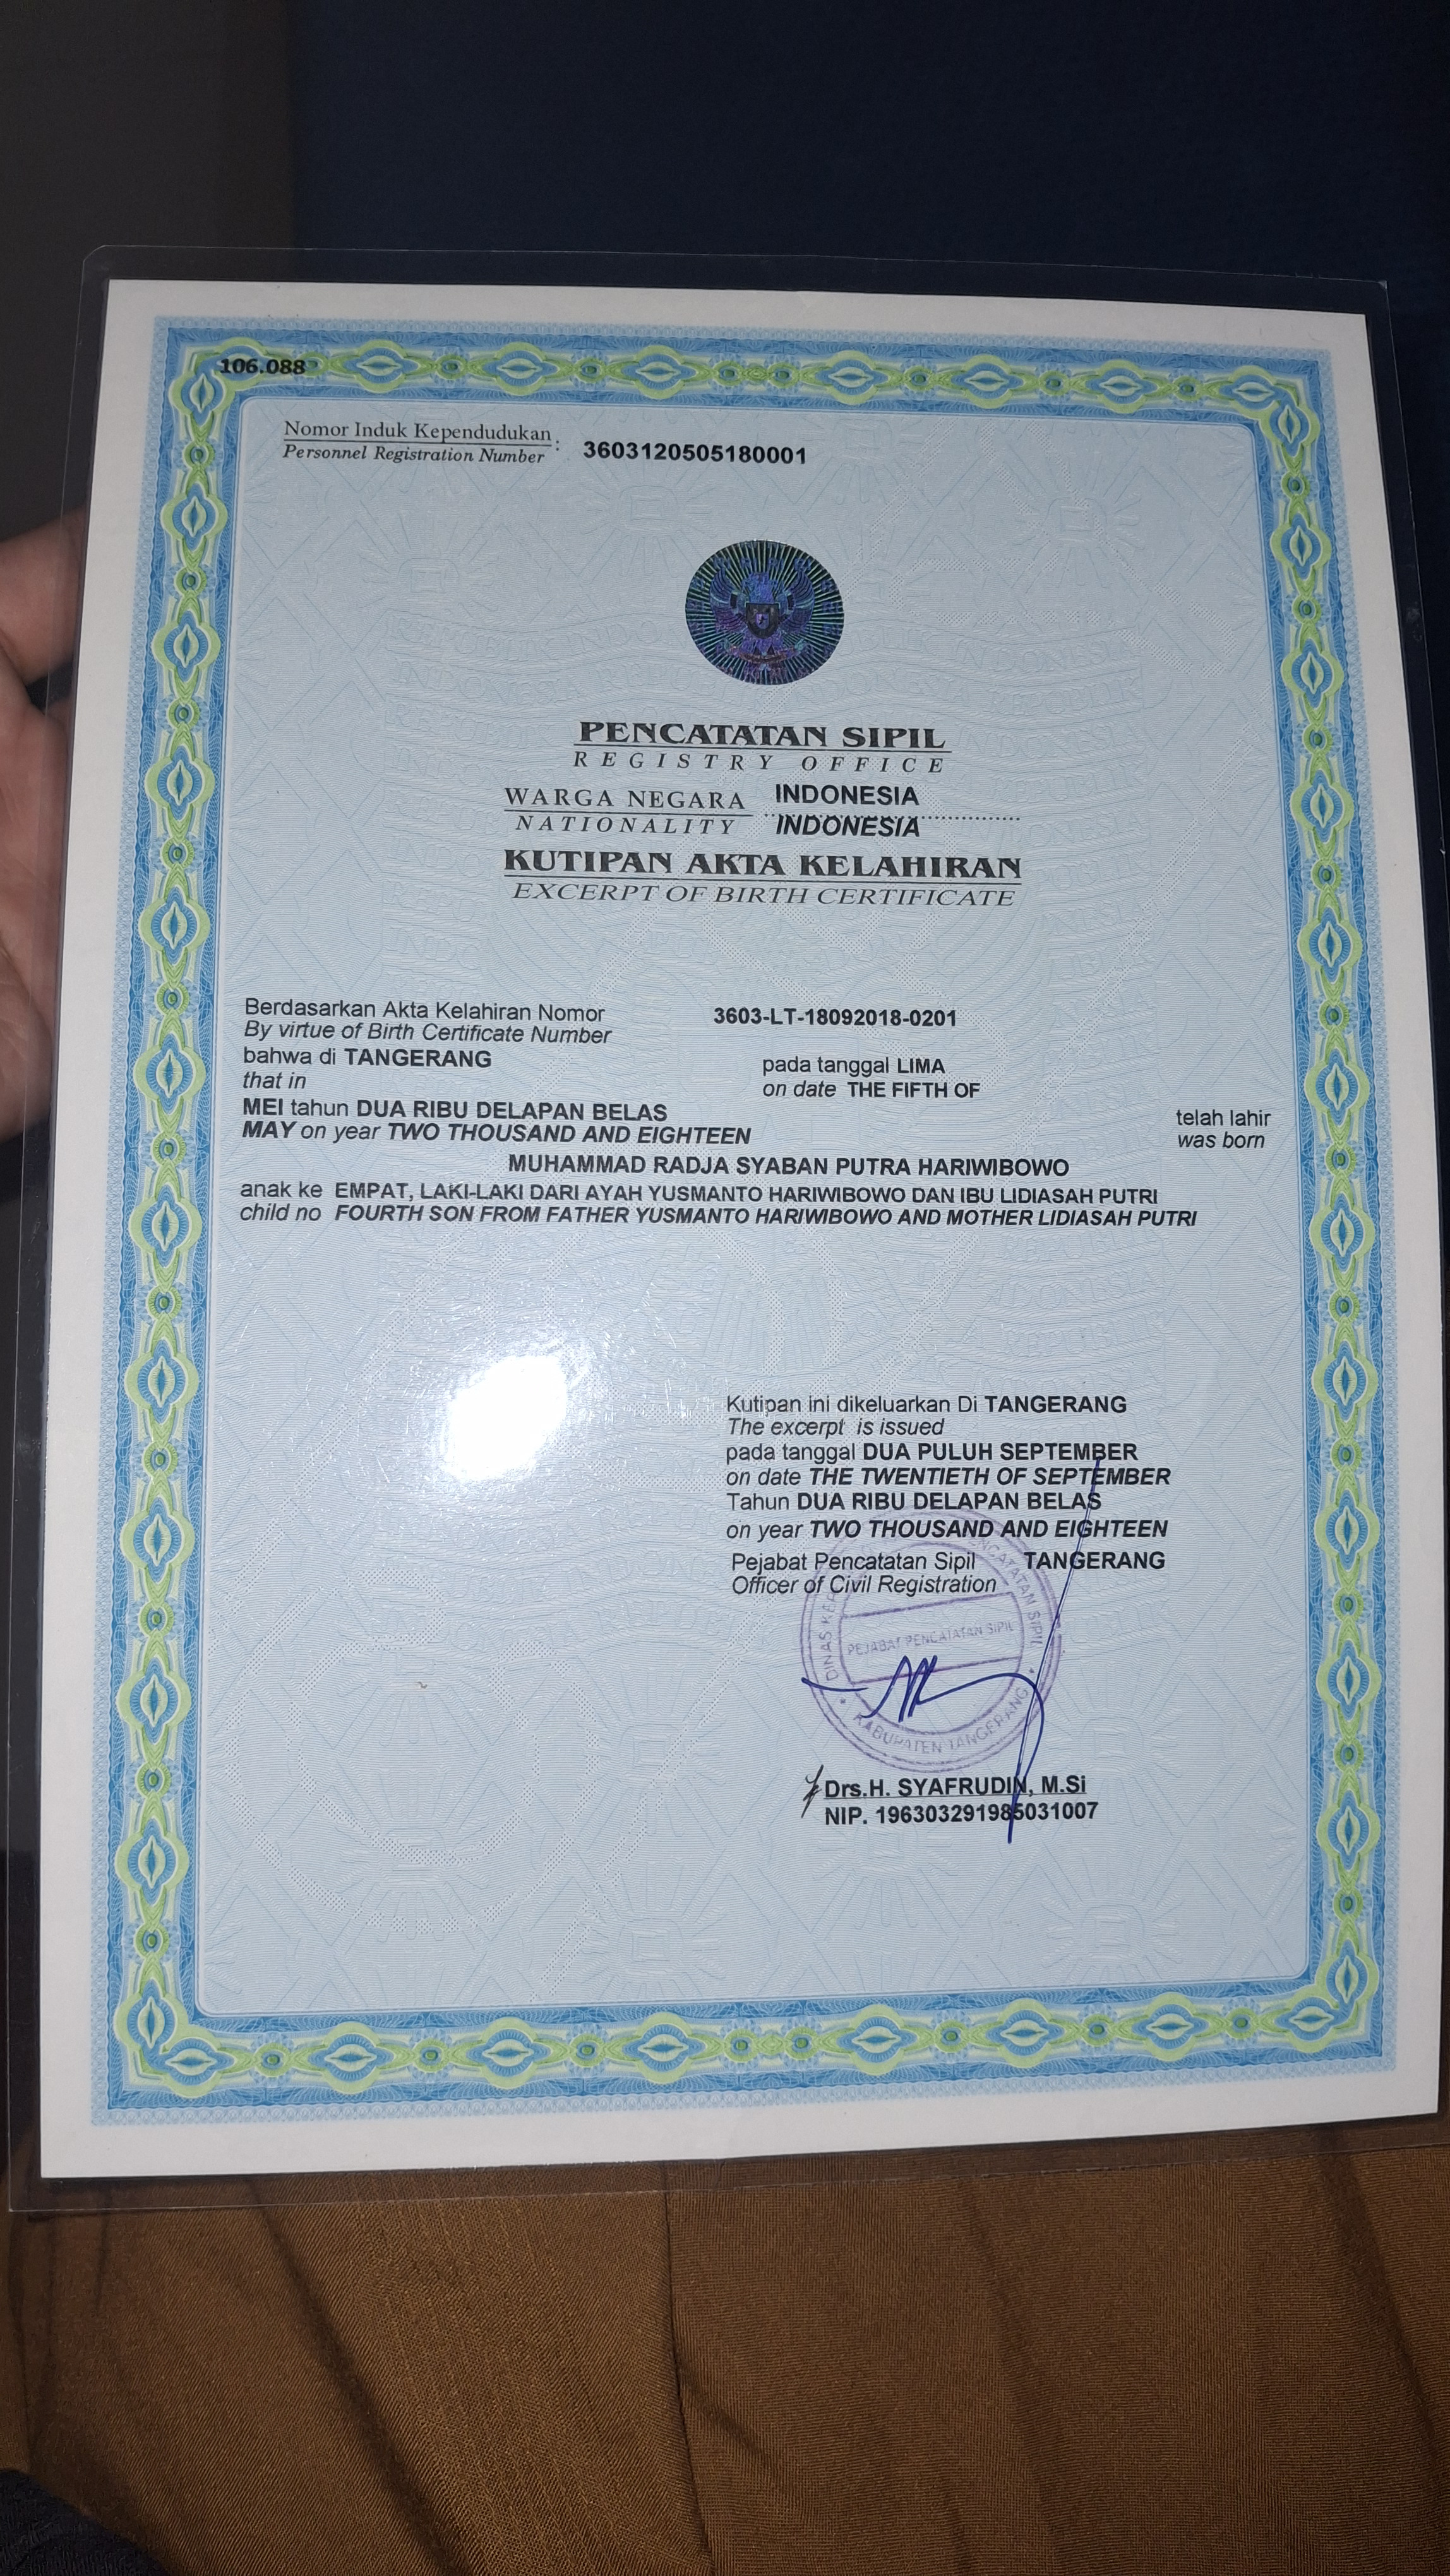 106.088
Nomor Induk Kependudukan : 3603120505180001
Personnel Registration Number
PENCATATAN SIPIL
REGISTRY OFFICE
WARGA NEGARA INDONESIA
NATIONALITY INDONESIA
KUTIPAN AKTA KELAHIRAN
EXCERPT OF BIRTH CERTIFICATE
Berdasarkan Akta Kelahiran Nomor 3603-LT-18092018-0201
By virtue of Birth Certificate Number
bahwa di TANGERANG pada tanggal LIMA
that in on date THE FIFTH OF
MEI tahun DUA RIBU DELAPAN BELAS telah lahir
MAY on year TWO THOUSAND AND EIGHTEEN was born
MUHAMMAD RADJA SYABAN PUTRA HARIWIBOWO
anak ke EMPAT, LAKI-LAKI DARI AYAH YUSMANTO HARIWIBOWO DAN IBU LIDIASAH PUTRI
child no FOURTH SON FROM FATHER YUSMANTO HARIWIBOWO AND MOTHER LIDIASAH PUTRI
Kutipan ini dikeluarkan Di TANGERANG
The excerpt is issued
pada tanggal DUA PULUH SEPTEMBER
on date THE TWENTIETH OF SEPTEMBER
Tahun DUA RIBU DELAPAN BELAS
on year TWO THOUSAND AND EIGHTEEN
Pejabat Pencatatan Sipil TANGERANG
Officer of Civil Registration
PEJABAT PENCATATAN SIPIL
KABUPATEN TANGERANG
Drs.H. SYAFRUDIN, M.Si
NIP. 196303291985031007